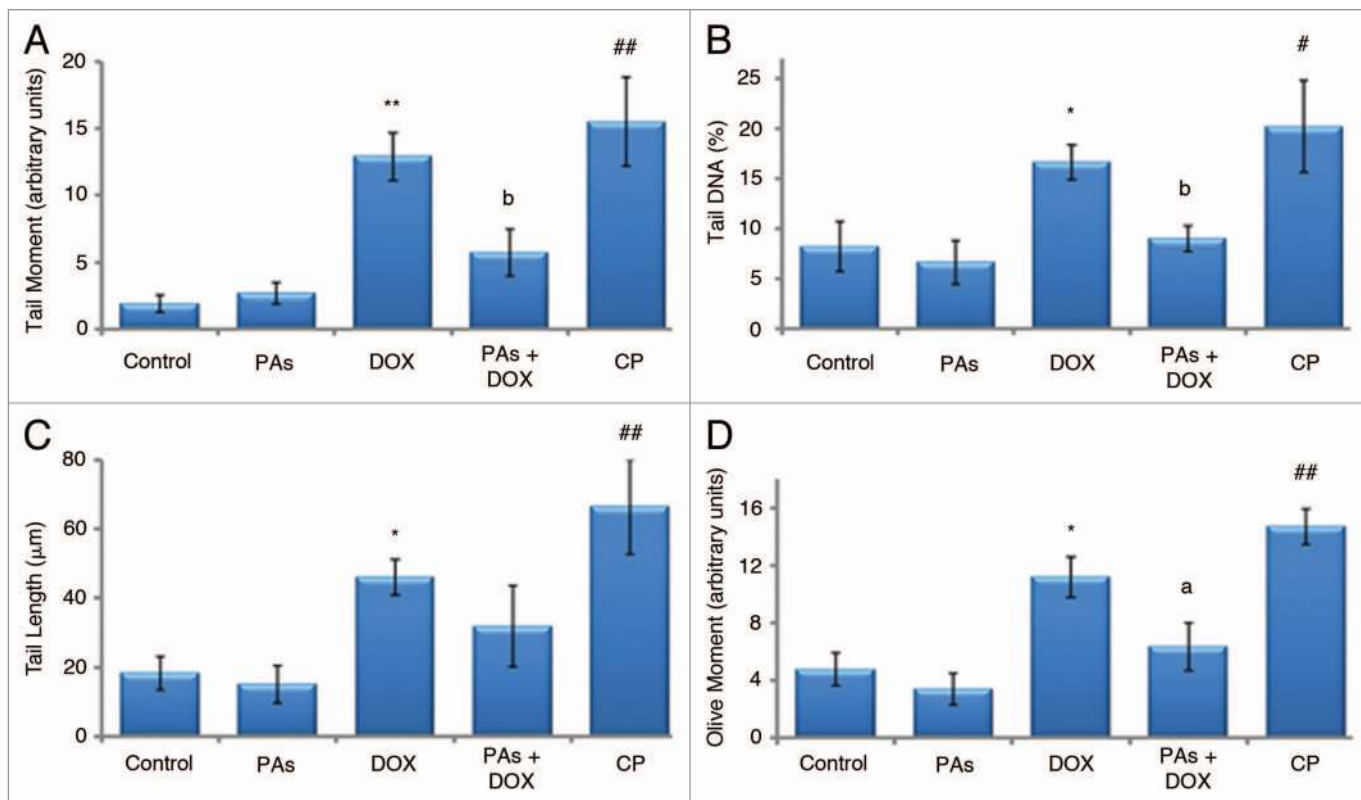 A
Tail Moment (arbitrary units)
20
15
10
5
0
**
b
##
Control
PAs
DOX
PAs +
DOX
CP
B
Tail DNA (%)
25
20
15
10
5
0
*
b
#
Control
PAs
DOX
PAs +
DOX
CP
C
Tail Length (μm)
80
60
40
20
0
*
##
Control
PAs
DOX
PAs +
DOX
CP
D
Olive Moment (arbitrary units)
16
12
8
4
0
*
a
##
Control
PAs
DOX
PAs +
DOX
CP